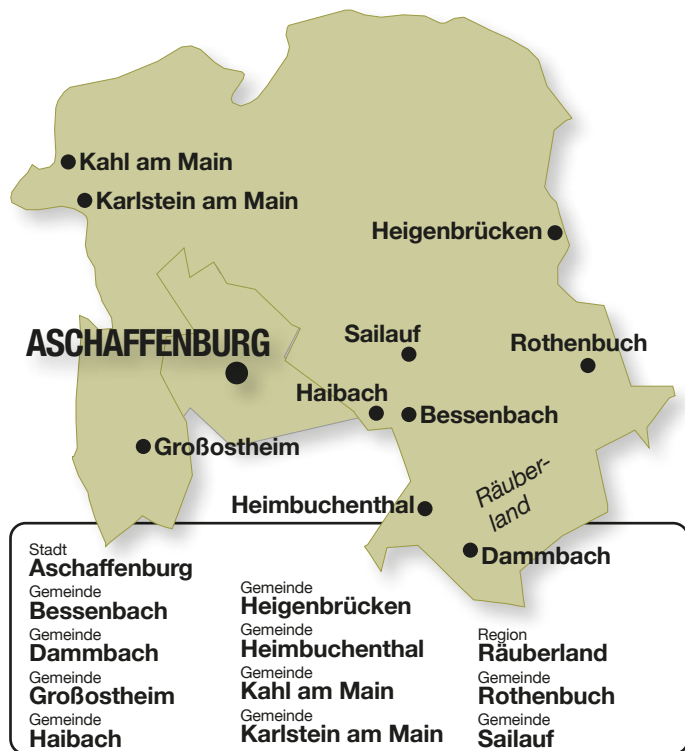 Kahl am Main
Karlstein am Main
Heigenbrücken
ASCHAFFENBURG
Sailauf
Rothenbuch
Haibach
Bessenbach
Großostheim
Räuber-
land
Heimbuchenthal
Dammbach
Stadt
Aschaffenburg
Gemeinde
Bessenbach
Gemeinde
Dammbach
Gemeinde
Großostheim
Gemeinde
Haibach
Gemeinde
Heigenbrücken
Gemeinde
Heimbuchenthal
Gemeinde
Kahl am Main
Gemeinde
Karlstein am Main
Region
Räuberland
Gemeinde
Rothenbuch
Gemeinde
Sailauf